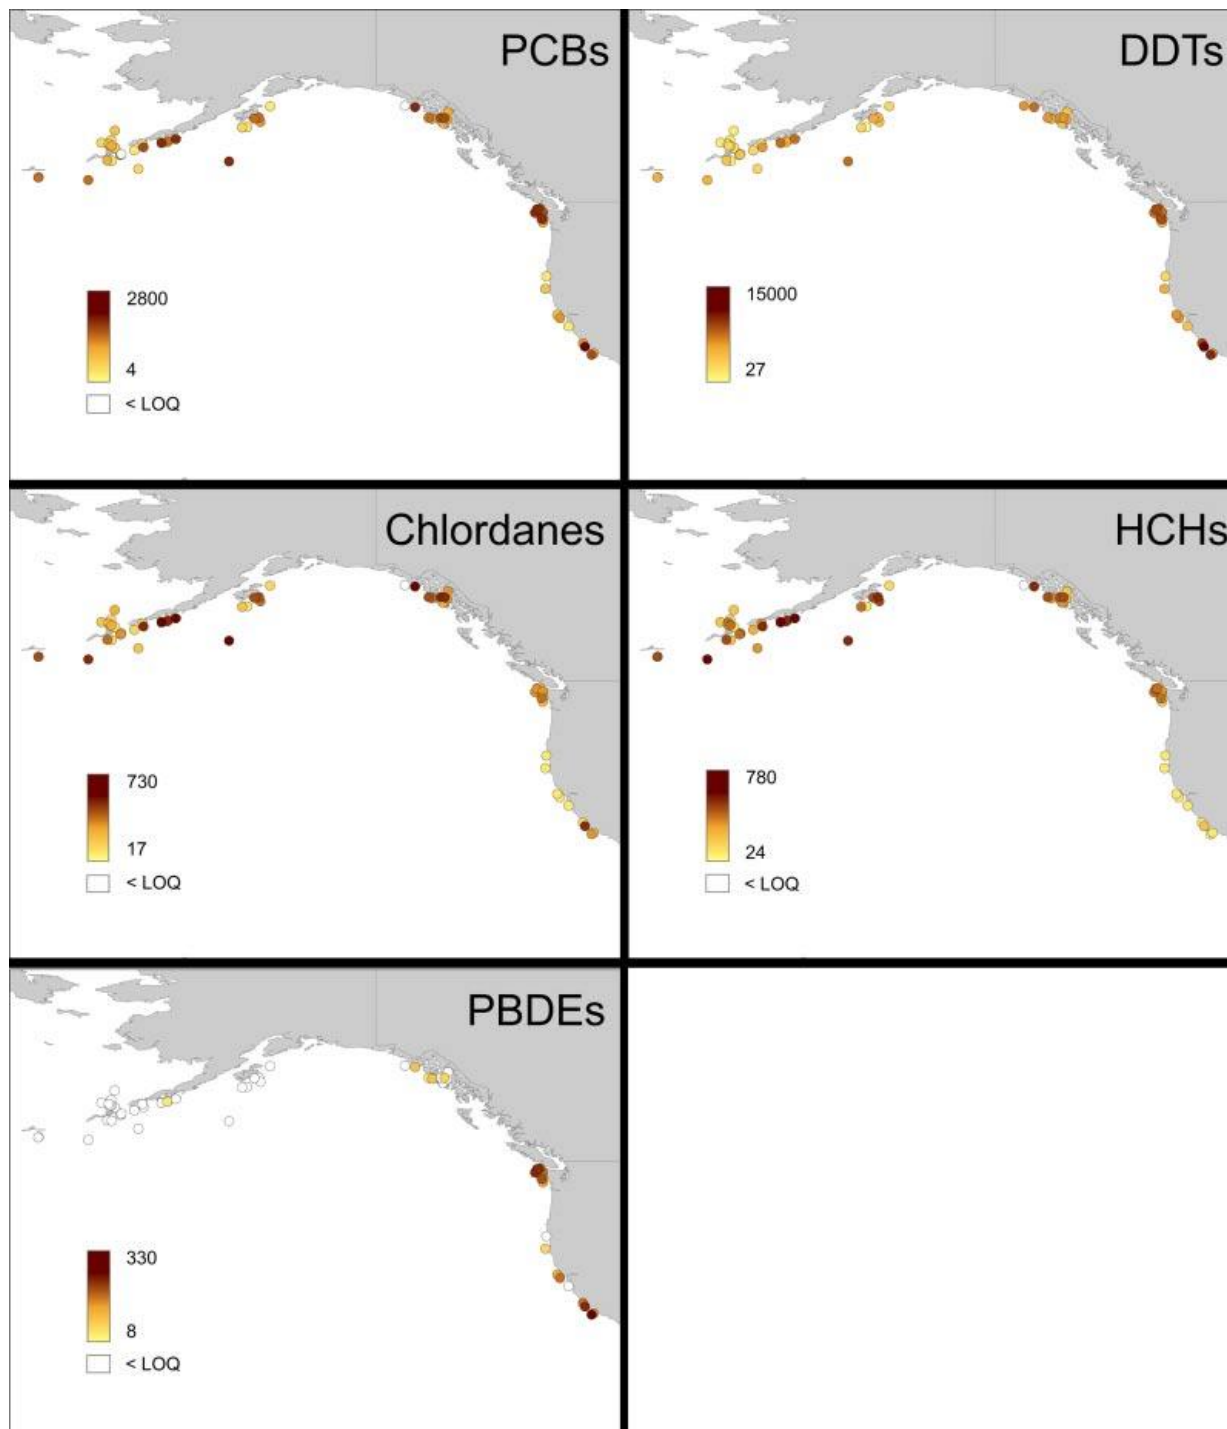 PCBs
2800
4
< LOQ
DDTs
15000
27
Chlordanes
730
17
< LOQ
HCHs
780
24
< LOQ
PBDEs
330
8
< LOQ